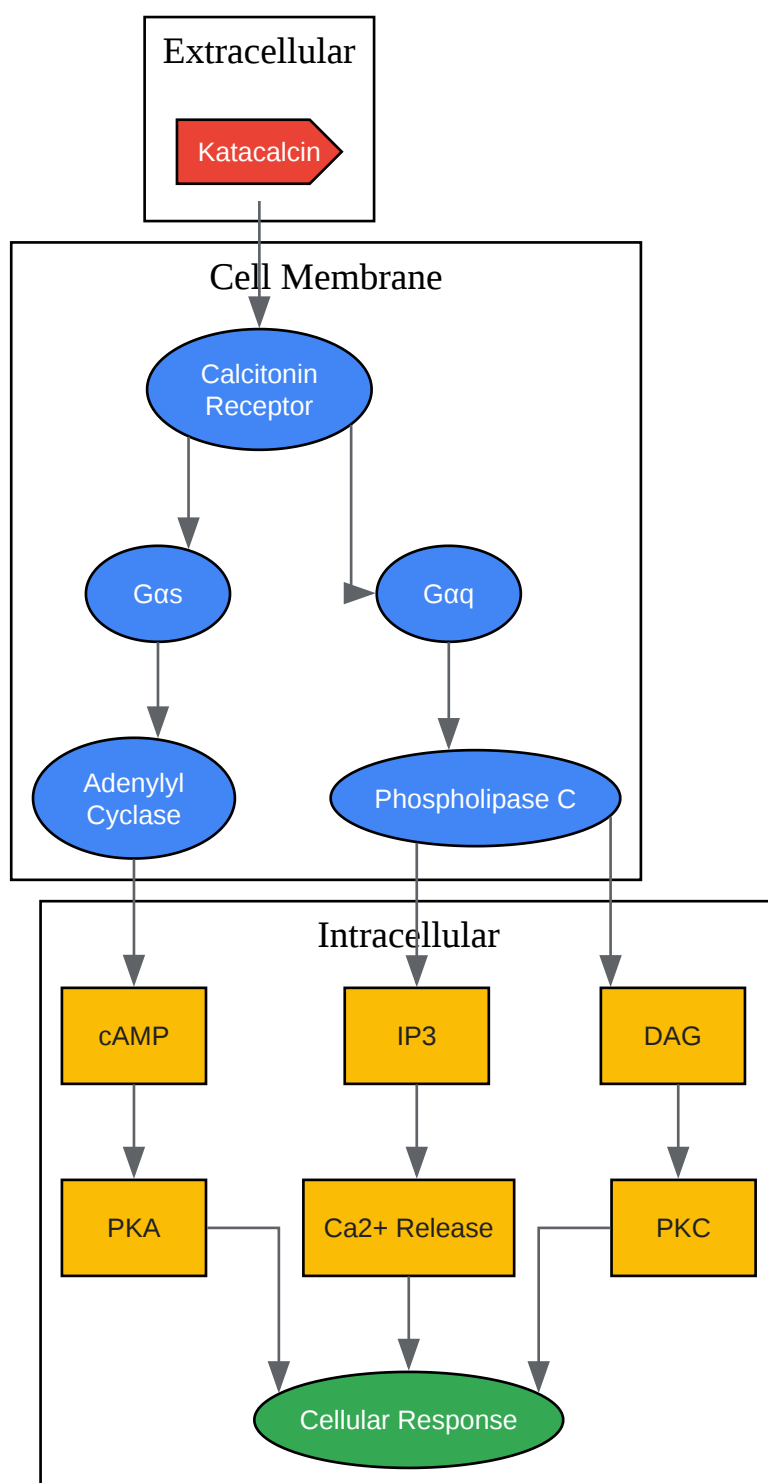 Extracellular
Katacalcin
Cell Membrane
Calcitonin
Receptor
Gαs
Gαq
Adenylyl
Cyclase
Phospholipase C
Intracellular
cAMP
IP3
DAG
PKA
Ca2+ Release
PKC
Cellular Response